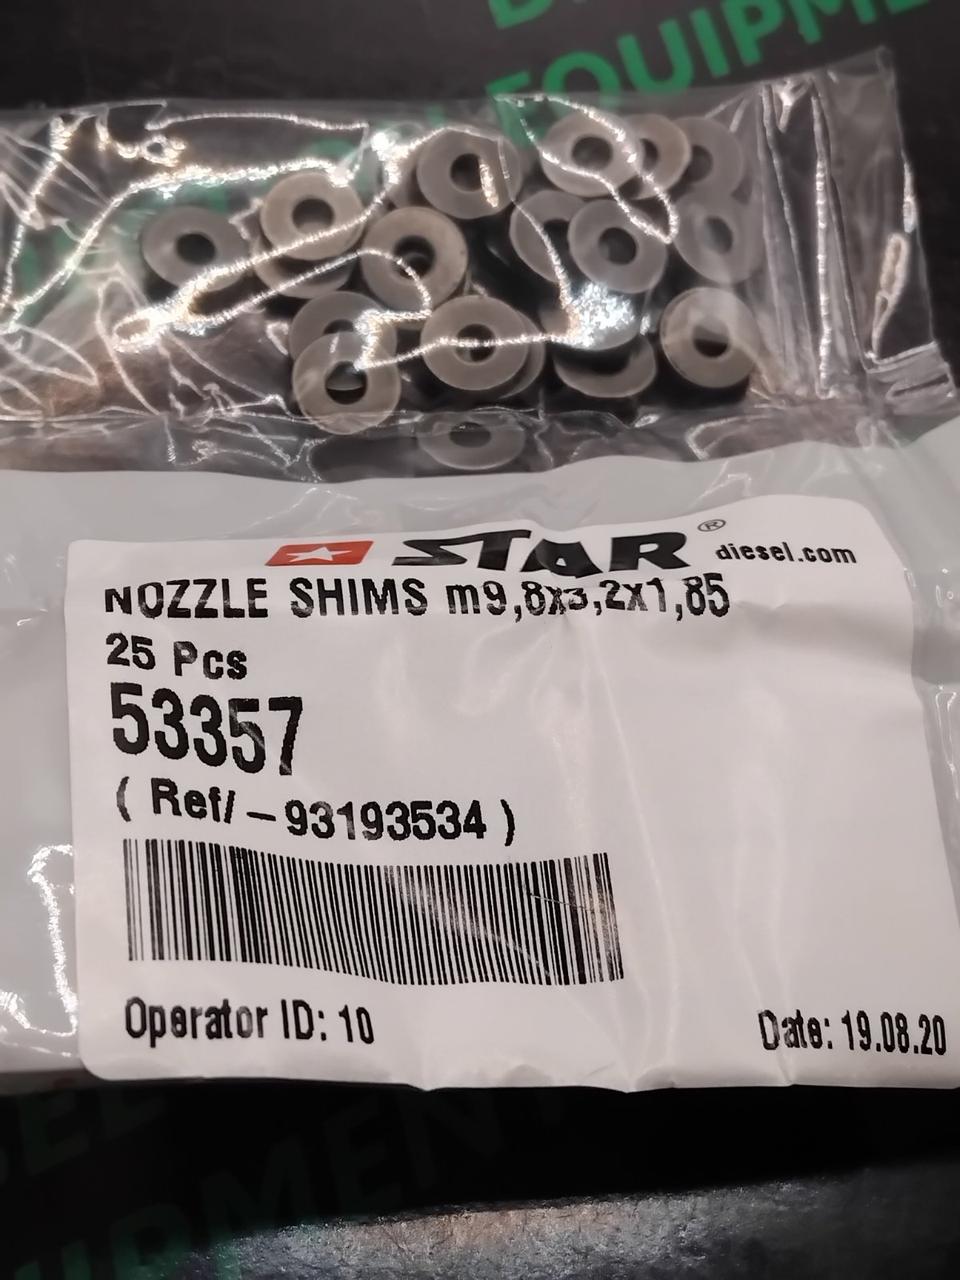 EQUIPME
STAR® diesel.com
NOZZLE SHIMS m9,8x3,2x1,85
25 Pcs
53357
( Ref/ – 93193534 )
Operator ID: 10
Date: 19.08.20